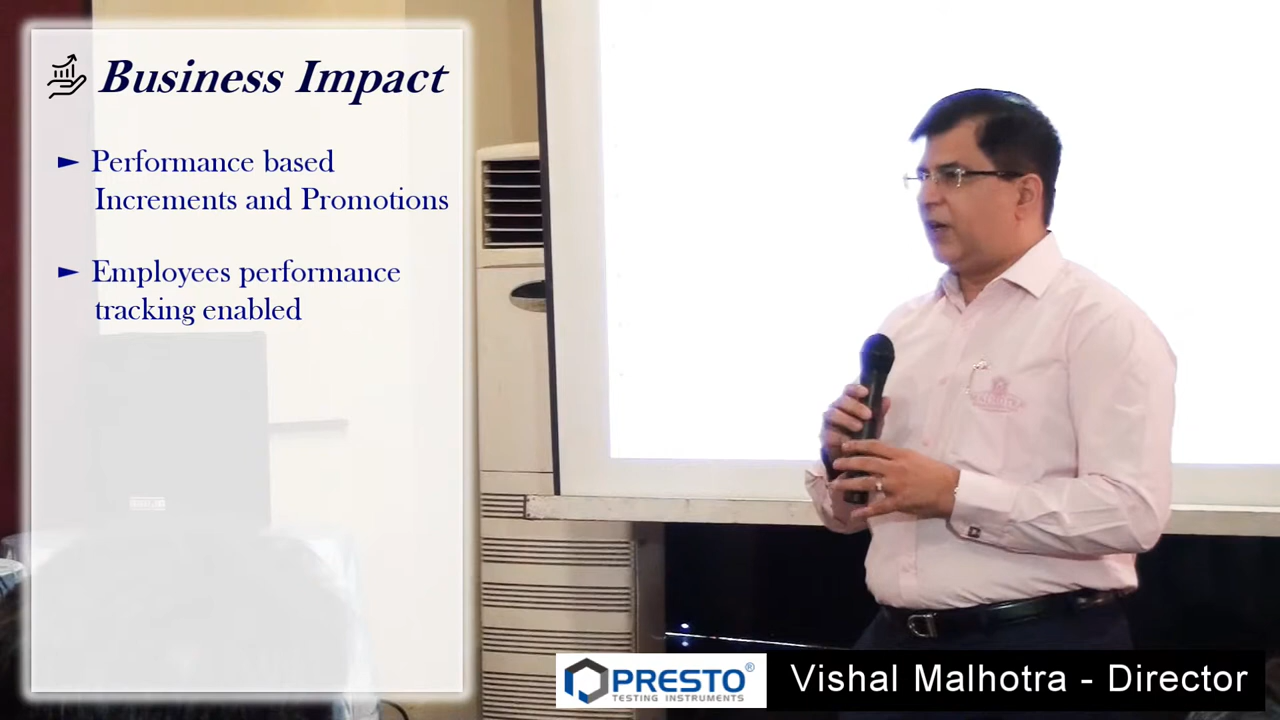 Business Impact
► Performance based
Increments and Promotions
► Employees performance
tracking enabled
PRESTO®
TESTING INSTRUMENTS
Vishal Malhotra - Director